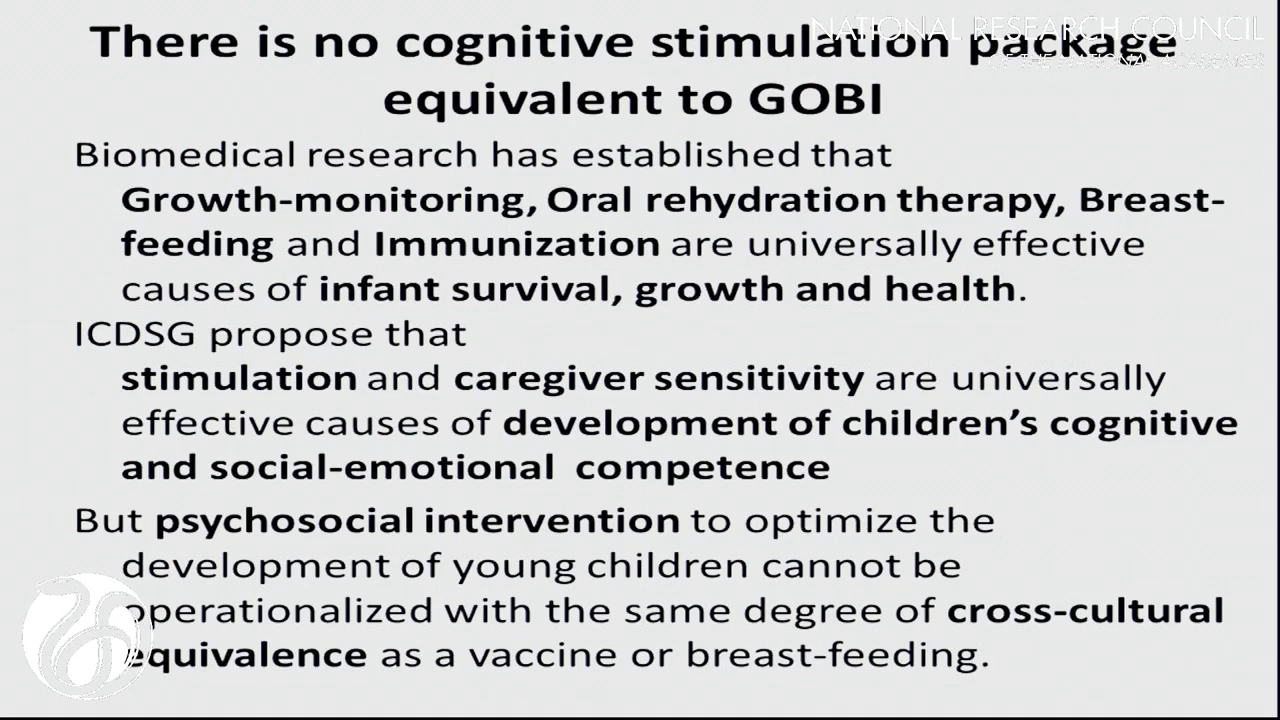 There is no cognitive stimulation package
equivalent to GOBI
NATIONAL RESEARCH COUNCIL
OF THE NATIONAL ACADEMIES
Biomedical research has established that
Growth-monitoring, Oral rehydration therapy, Breast-
feeding and Immunization are universally effective
causes of infant survival, growth and health.
ICDSG propose that
stimulation and caregiver sensitivity are universally
effective causes of development of children’s cognitive
and social-emotional competence
But psychosocial intervention to optimize the
development of young children cannot be
operationalized with the same degree of cross-cultural
equivalence as a vaccine or breast-feeding.